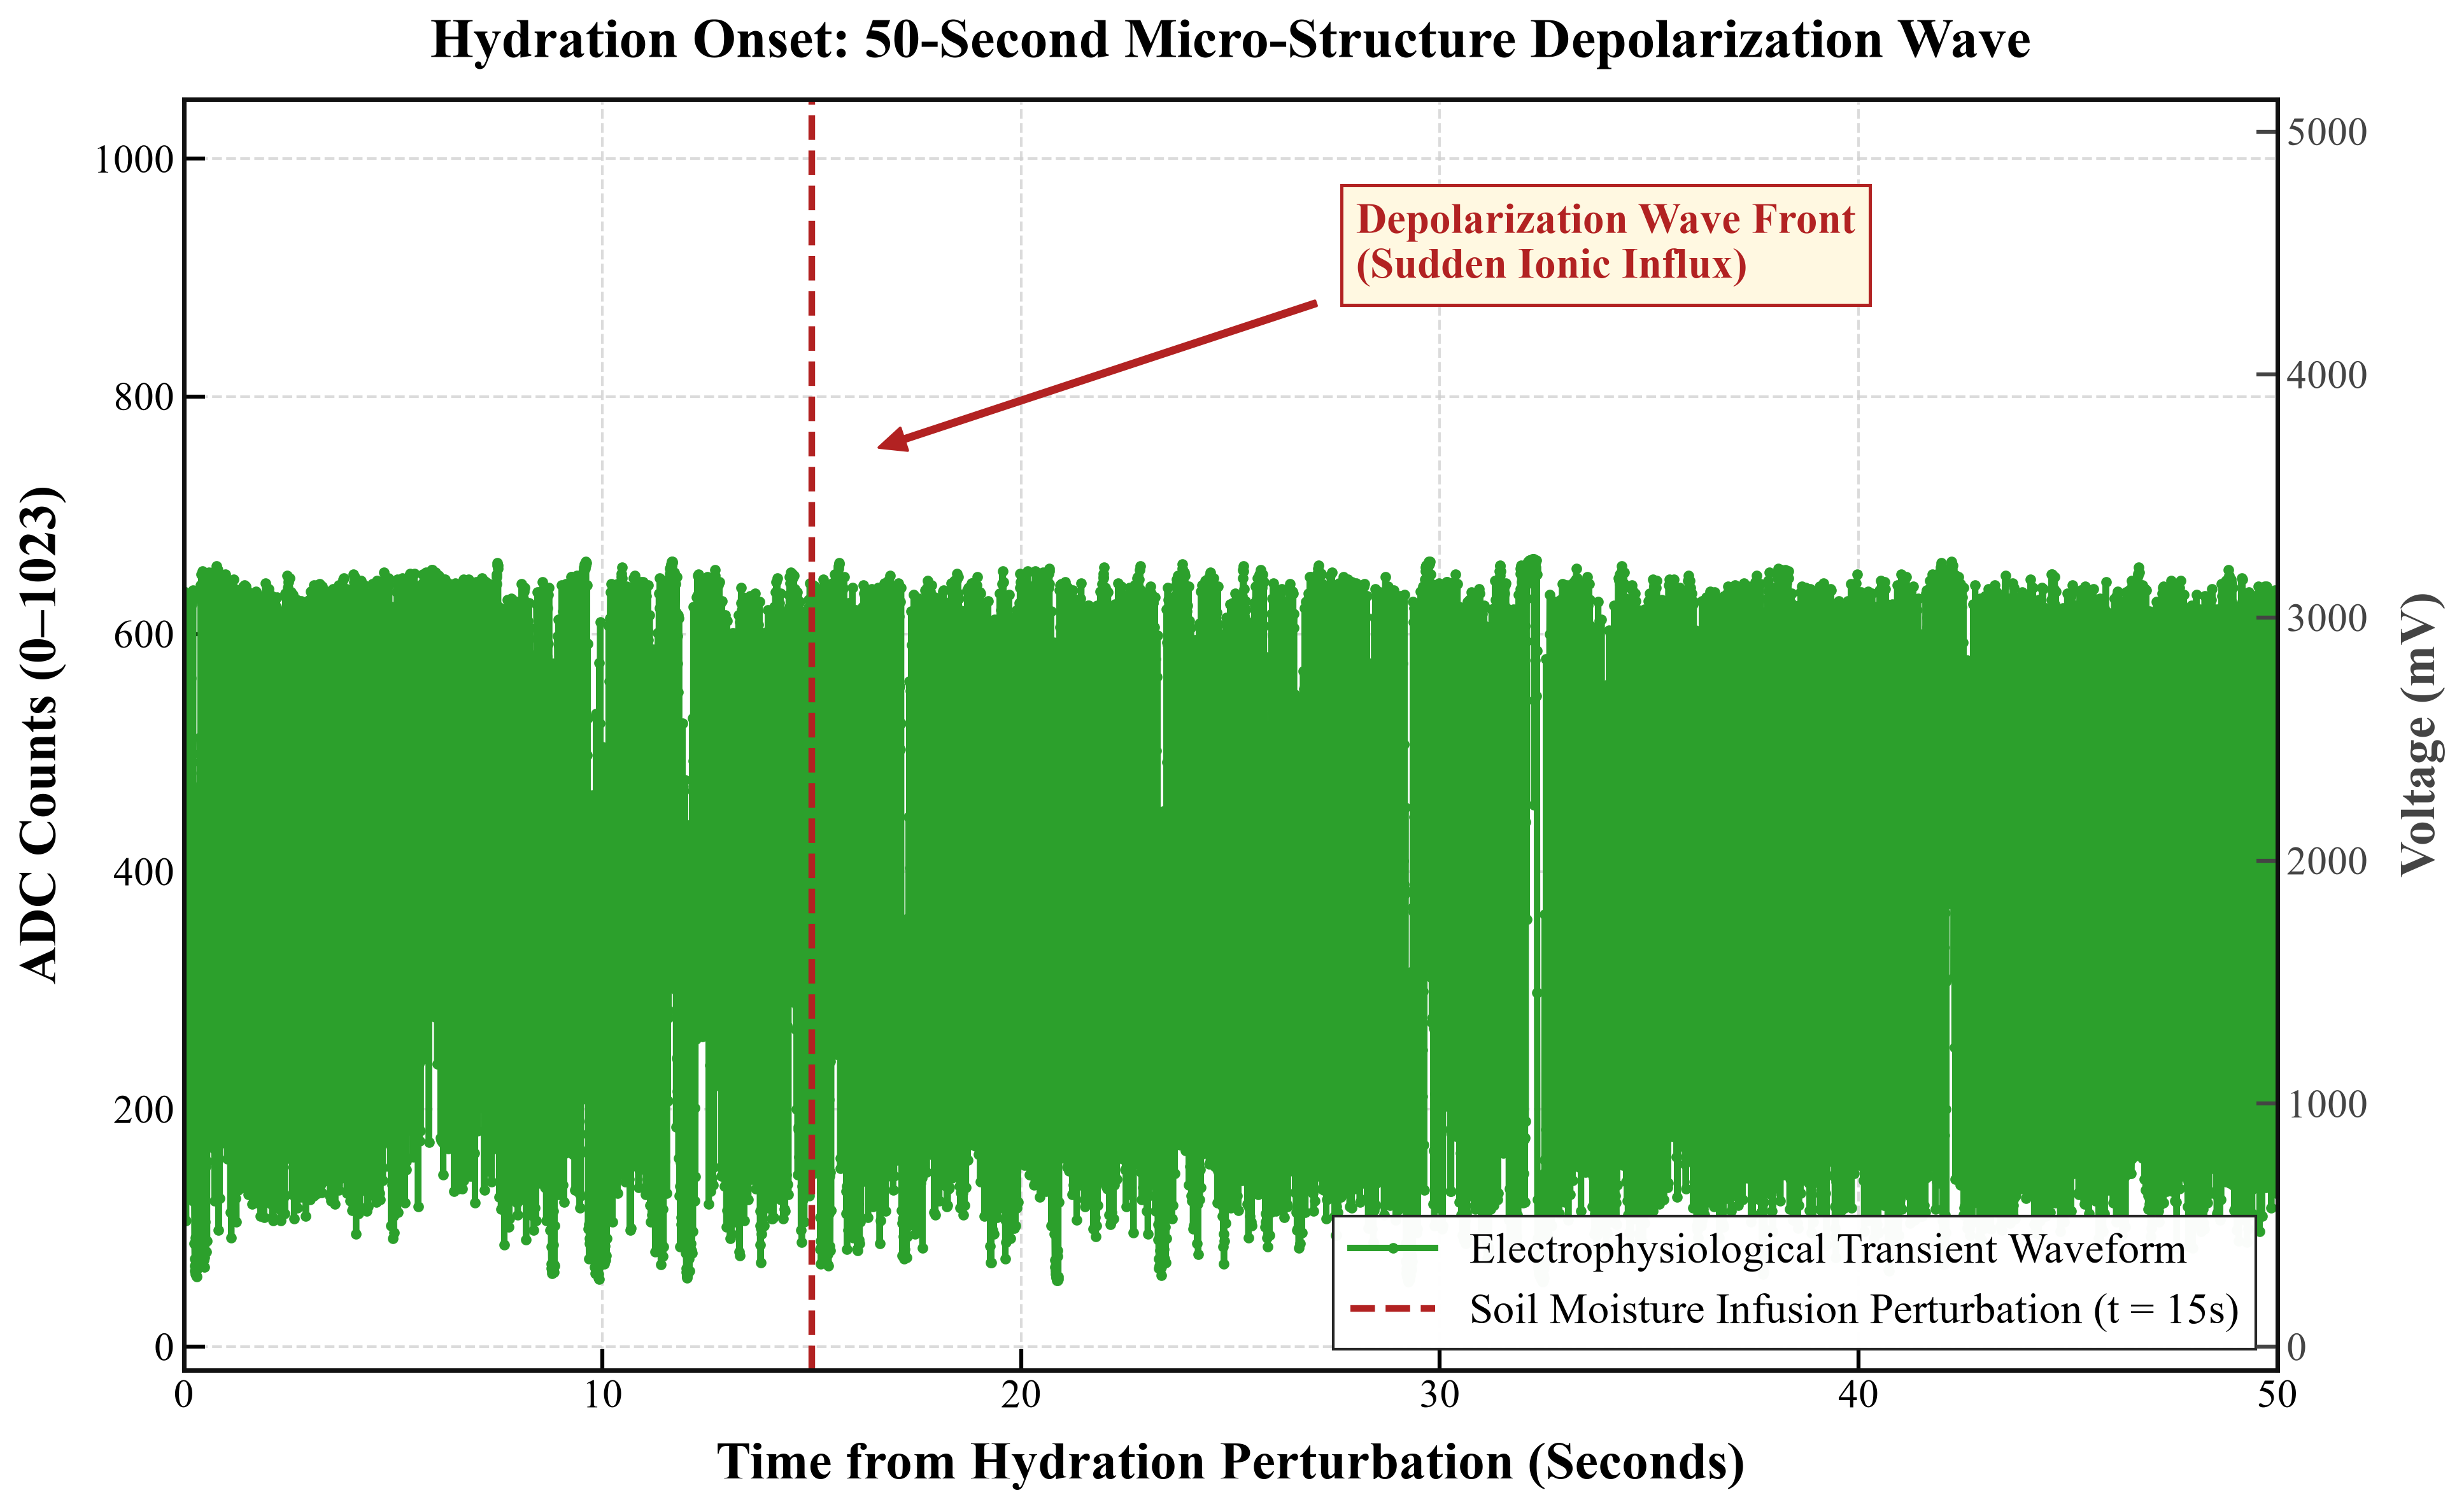 Hydration Onset: 50-Second Micro-Structure Depolarization Wave
ADC Counts (0–1023)
1000
800
600
400
200
0
Depolarization Wave Front
(Sudden Ionic Influx)
5000
4000
3000
2000
1000
0
Voltage (mV)
Electrophysiological Transient Waveform
Soil Moisture Infusion Perturbation (t = 15s)
0
10
20
30
40
50
Time from Hydration Perturbation (Seconds)